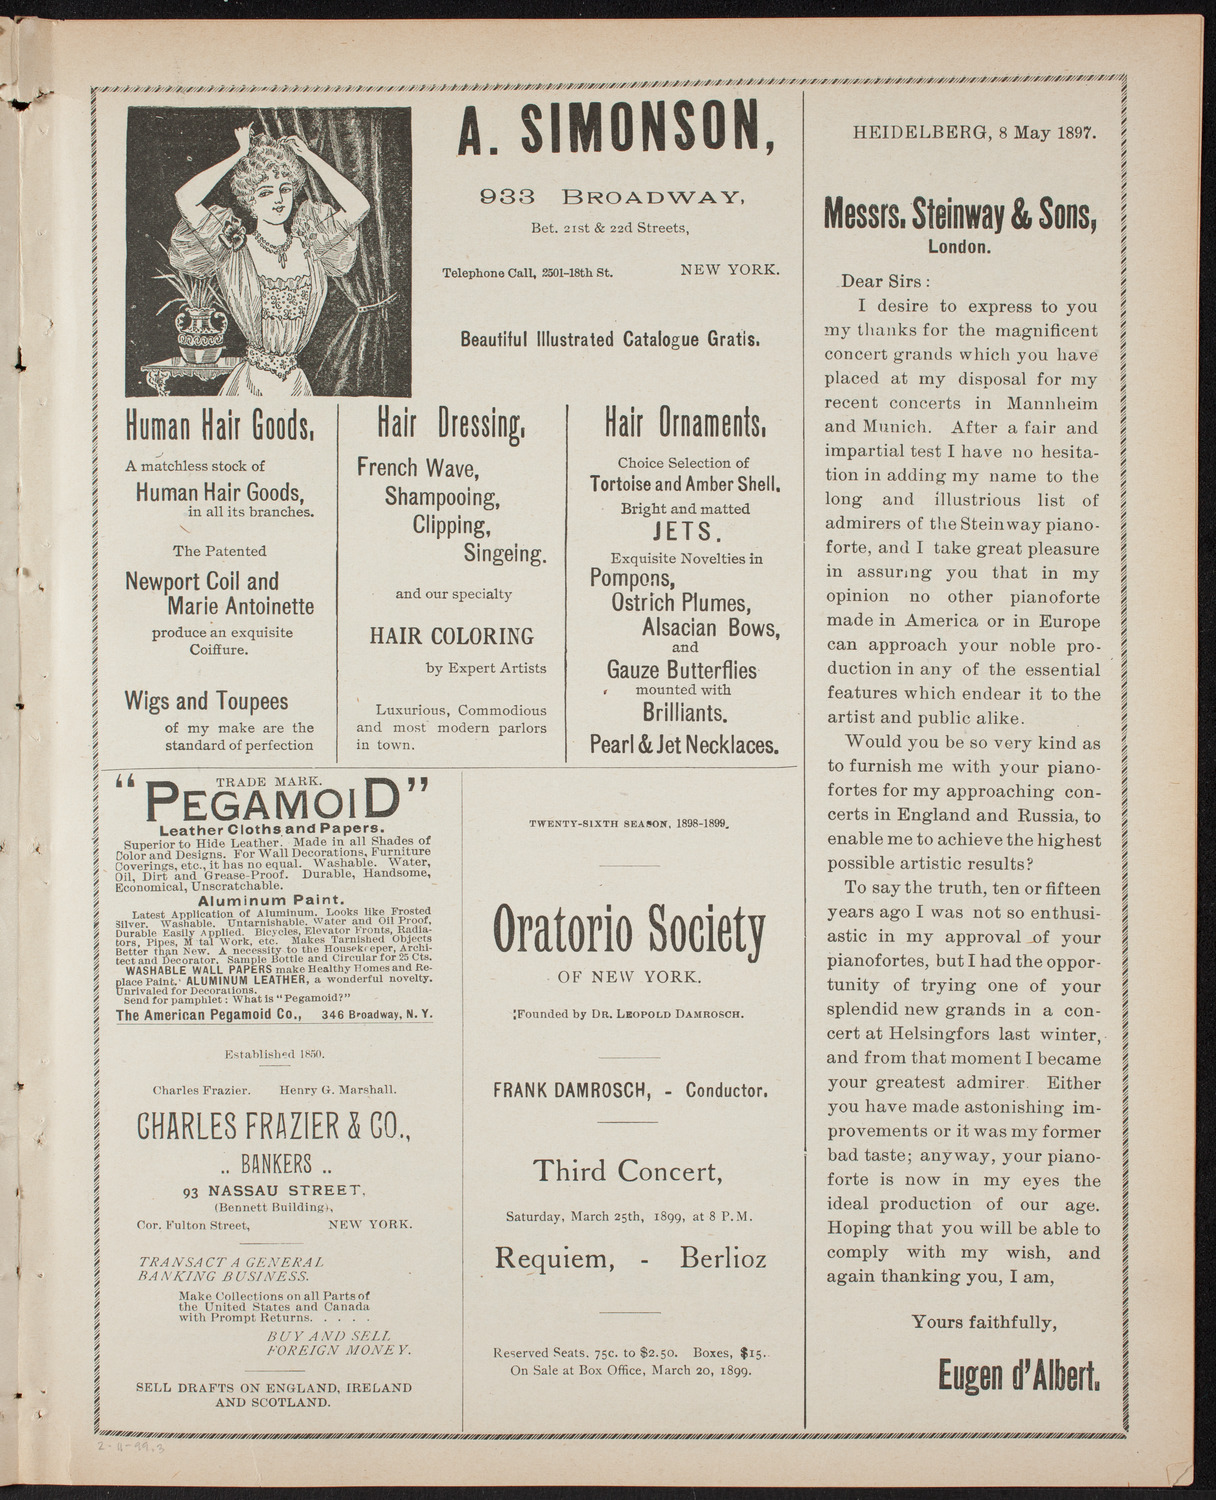 A. SIMONSON,
933 BROADWAY,
Bet. 21st & 22d Streets,
Telephone Call, 2501-18th St. NEW YORK.
Beautiful Illustrated Catalogue Gratis.
Human Hair Goods,
A matchless stock of
Human Hair Goods,
in all its branches.
The Patented
Newport Coil and
Marie Antoinette
produce an exquisite
Coiffure.
Wigs and Toupees
of my make are the
standard of perfection
Hair Dressing,
French Wave,
Shampooing,
Clipping,
Singeing.
and our specialty
HAIR COLORING
by Expert Artists
Luxurious, Commodious
and most modern parlors
in town.
Hair Ornaments,
Choice Selection of
Tortoise and Amber Shell,
Bright and matted
JETS.
Exquisite Novelties in
Pompons,
Ostrich Plumes,
Alsacian Bows,
and
Gauze Butterflies
mounted with
Brilliants.
Pearl & Jet Necklaces.
TRADE MARK.
"PEGAMOID"
Leather Cloths and Papers.
Superior to Hide Leather. Made in all Shades of
Color and Designs. For Wall Decorations, Furniture
Coverings, etc., it has no equal. Washable. Water,
Oil, Dirt and Grease-Proof. Durable, Handsome,
Economical, Unscratchable.
Aluminum Paint.
Latest Application of Aluminum. Looks like Frosted
Silver. Washable. Untarnishable. Water and Oil Proof,
Durable Easily Applied. Bicycles, Elevator Fronts, Radia-
tors, Pipes, M tal Work, etc. Makes Tarnished Objects
Better than New. A necessity to the Housekeeper, Archi-
tect and Decorator. Sample Bottle and Circular for 25 Cts.
WASHABLE WALL PAPERS make Healthy Homes and Re-
place Paint. ALUMINUM LEATHER, a wonderful novelty.
Unrivaled for Decorations.
Send for pamphlet: What is "Pegamoid?"
The American Pegamoid Co., 346 Broadway, N. Y.
Established 1850.
Charles Frazier. Henry G. Marshall.
CHARLES FRAZIER & CO.,
.. BANKERS ..
93 NASSAU STREET,
(Bennett Building),
Cor. Fulton Street, NEW YORK.
TRANSACT A GENERAL
BANKING BUSINESS.
Make Collections on all Parts of
the United States and Canada
with Prompt Returns. . . . .
BUY AND SELL
FOREIGN MONEY.
SELL DRAFTS ON ENGLAND, IRELAND
AND SCOTLAND.
TWENTY-SIXTH SEASON, 1898-1899.
Oratorio Society
OF NEW YORK.
Founded by DR. LEOPOLD DAMROSCH.
FRANK DAMROSCH, - Conductor.
Third Concert,
Saturday, March 25th, 1899, at 8 P.M.
Requiem, - Berlioz
Reserved Seats, 75c. to $2.50. Boxes, $15.
On Sale at Box Office, March 20, 1899.
HEIDELBERG, 8 May 1897.
Messrs. Steinway & Sons,
London.
Dear Sirs:
I desire to express to you
my thanks for the magnificent
concert grands which you have
placed at my disposal for my
recent concerts in Mannheim
and Munich. After a fair and
impartial test I have no hesita-
tion in adding my name to the
long and illustrious list of
admirers of the Steinway piano-
forte, and I take great pleasure
in assuring you that in my
opinion no other pianoforte
made in America or in Europe
can approach your noble pro-
duction in any of the essential
features which endear it to the
artist and public alike.
Would you be so very kind as
to furnish me with your piano-
fortes for my approaching con-
certs in England and Russia, to
enable me to achieve the highest
possible artistic results?
To say the truth, ten or fifteen
years ago I was not so enthusi-
astic in my approval of your
pianofortes, but I had the oppor-
tunity of trying one of your
splendid new grands in a con-
cert at Helsingfors last winter,
and from that moment I became
your greatest admirer. Either
you have made astonishing im-
provements or it was my former
bad taste; anyway, your piano-
forte is now in my eyes the
ideal production of our age.
Hoping that you will be able to
comply with my wish, and
again thanking you, I am,
Yours faithfully,
Eugen d'Albert.
2-11-99.3